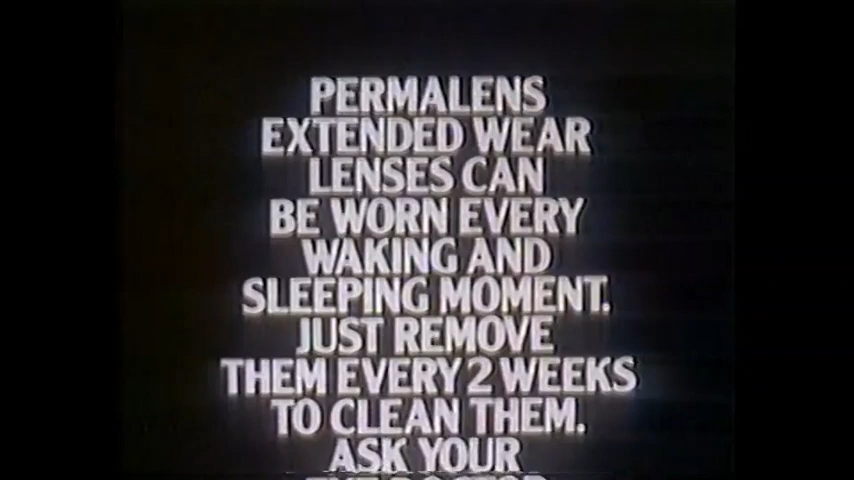 PERMALENS
EXTENDED WEAR
LENSES CAN
BE WORN EVERY
WAKING AND
SLEEPING MOMENT.
JUST REMOVE
THEM EVERY 2 WEEKS
TO CLEAN THEM.
ASK YOUR